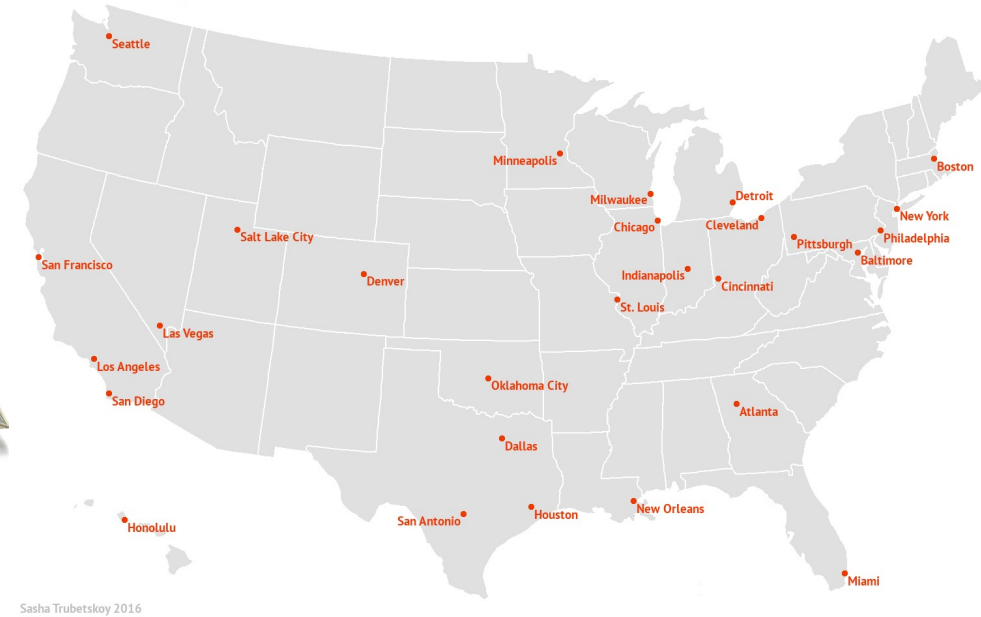 Seattle
Minneapolis
Boston
Milwaukee
Detroit
New York
Chicago
Cleveland
Salt Lake City
Philadelphia
Pittsburgh
San Francisco
Baltimore
Denver
Indianapolis
Cincinnati
St. Louis
Las Vegas
Los Angeles
Oklahoma City
San Diego
Atlanta
Dallas
New Orleans
Houston
San Antonio
Honolulu
Miami
Sasha Trubetskoy 2016